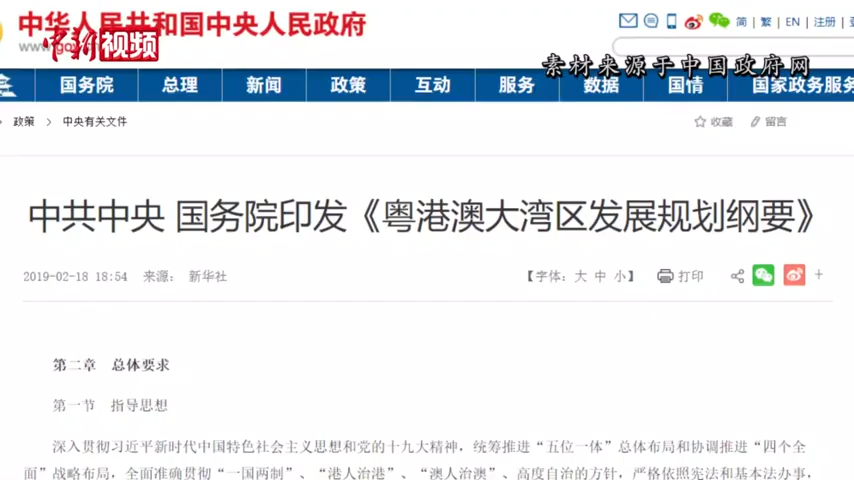 中华人民共和国中央人民政府
简 | 繁 | EN | 注册 |
www.gov
中新视频
素材来源于中国政府网
国务院 总理 新闻 政策 互动 服务 数据 国情 国家政务服务
政策 > 中央有关文件
收藏 留言
中共中央 国务院印发《粤港澳大湾区发展规划纲要》
2019-02-18 18:54 来源： 新华社 【字体：大 中 小】 打印
第二章 总体要求
第一节 指导思想
深入贯彻习近平新时代中国特色社会主义思想和党的十九大精神，统筹推进“五位一体”总体布局和协调推进“四个全
面”战略布局，全面准确贯彻“一国两制”、“港人治港”、“澳人治澳”、高度自治的方针，严格依照宪法和基本法办事，